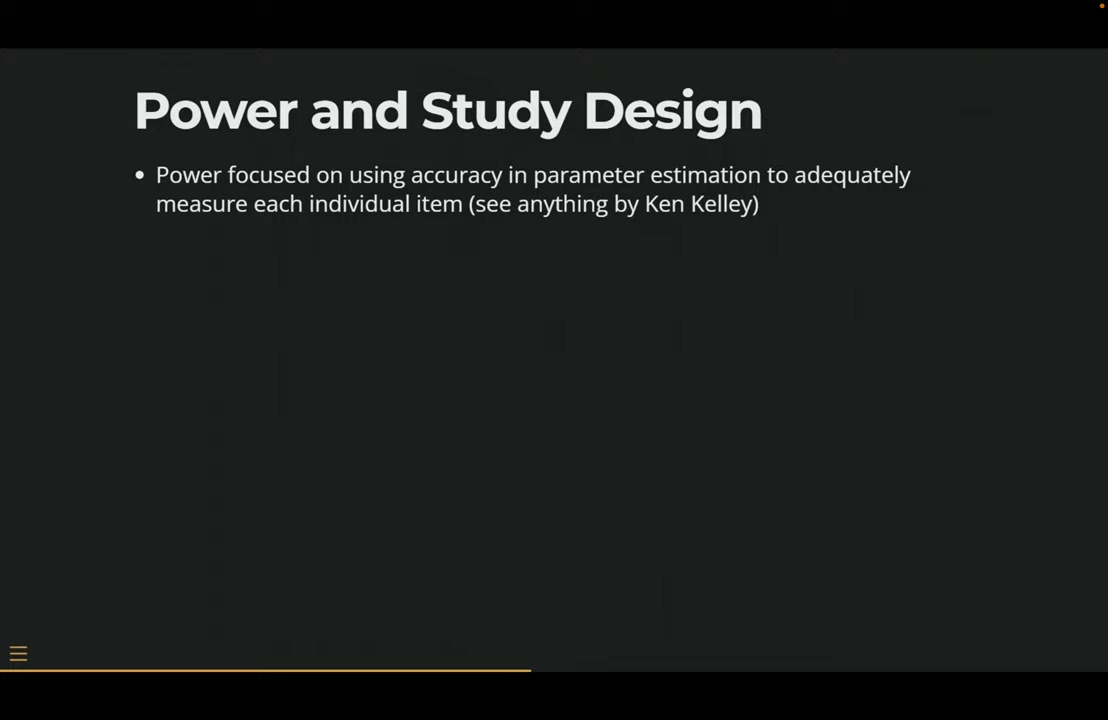 Power and Study Design
• Power focused on using accuracy in parameter estimation to adequately
measure each individual item (see anything by Ken Kelley)